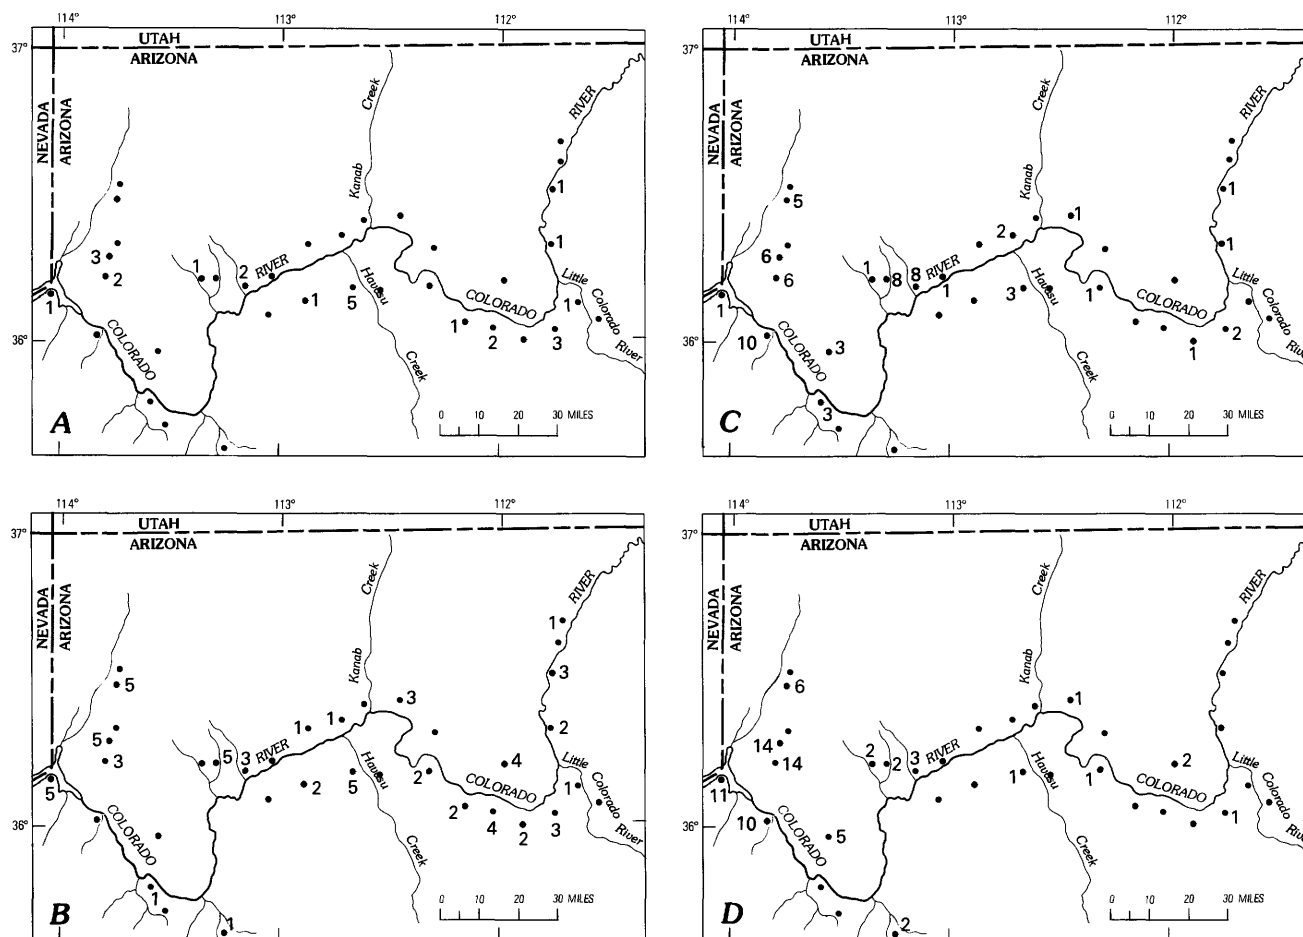 114° 113° 112°
37°
UTAH
ARIZONA
NEVADA
ARIZONA
Creek
Kanab
RIVER
1
1
3
2
1
2
RIVER
Havasu
Creek
1
5
1
COLORADO
1
2
3
Little
Colorado
River
1
36°
COLORADO
0 10 20 30 MILES
A
114° 112°
37°
UTAH
ARIZONA
NEVADA
ARIZONA
Creek
Kanab
RIVER
5
1
1
2
1
6
6
1
8
8
RIVER
1
3
Havasu
Creek
1
COLORADO
Little
Colorado
River
2
1
36°
10
COLORADO
3
3
0 10 20 30 MILES
C
114° 113° 112°
37°
UTAH
ARIZONA
NEVADA
ARIZONA
Creek
Kanab
RIVER
1
5
3
3
1
1
2
5
3
5
5
3
RIVER
2
5
Havasu
Creek
2
4
COLORADO
2
4
2
3
Little
Colorado
River
36°
COLORADO
1
1
0 10 20 30 MILES
B
114° 113° 112°
37°
UTAH
ARIZONA
NEVADA
ARIZONA
Creek
Kanab
RIVER
6
1
14
14
2
2
3
RIVER
11
1
Havasu
Creek
1
2
COLORADO
1
Little
Colorado
River
36°
10
COLORADO
5
2
0 10 20 30 MILES
D